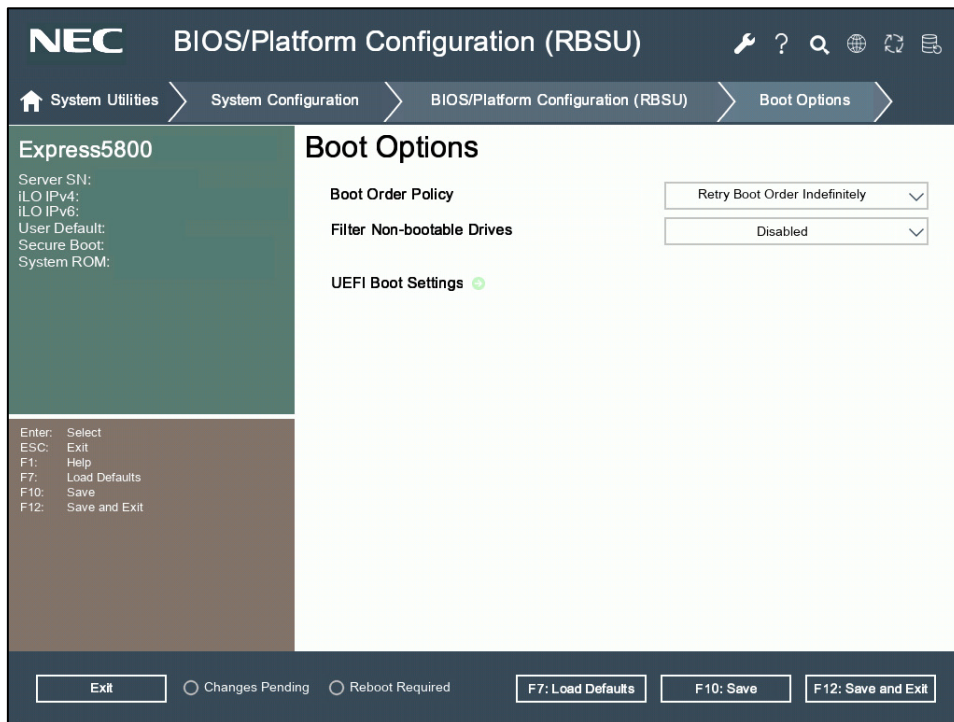 NEC BIOS/Platform Configuration (RBSU)
System Utilities System Configuration BIOS/Platform Configuration (RBSU) Boot Options
Express5800
Server SN:
iLO IPv4:
iLO IPv6:
User Default:
Secure Boot:
System ROM:
Enter: Select
ESC: Exit
F1: Help
F7: Load Defaults
F10: Save
F12: Save and Exit
Boot Options
Boot Order Policy Retry Boot Order Indefinitely
Filter Non-bootable Drives Disabled
UEFI Boot Settings
Exit Changes Pending Reboot Required F7: Load Defaults F10: Save F12: Save and Exit